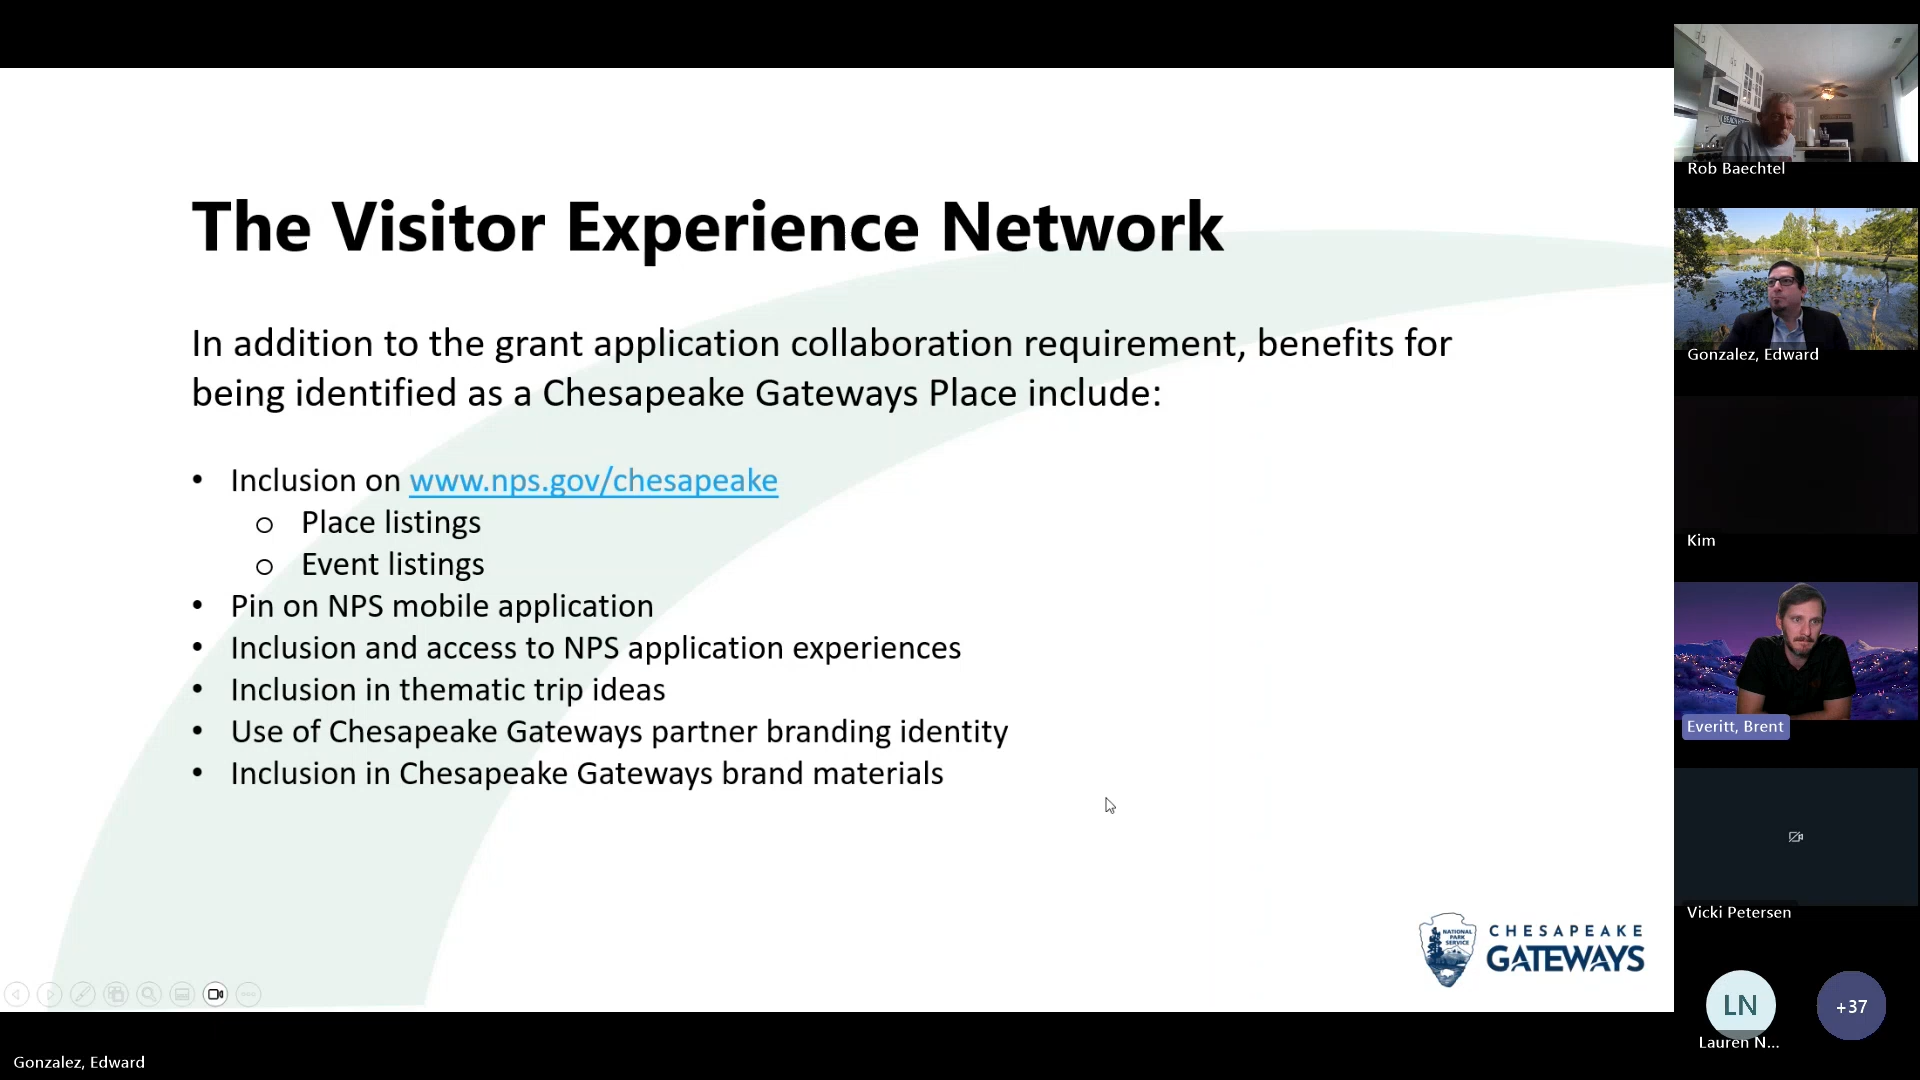 The Visitor Experience Network
In addition to the grant application collaboration requirement, benefits for
being identified as a Chesapeake Gateways Place include:
• Inclusion on www.nps.gov/chesapeake
o Place listings
o Event listings
• Pin on NPS mobile application
• Inclusion and access to NPS application experiences
• Inclusion in thematic trip ideas
• Use of Chesapeake Gateways partner branding identity
• Inclusion in Chesapeake Gateways brand materials
NATIONAL
PARK
SERVICE
CHESAPEAKE
GATEWAYS
Gonzalez, Edward
Rob Baechtel
Gonzalez, Edward
Kim
Everitt, Brent
Vicki Petersen
LN
Lauren N...
+37